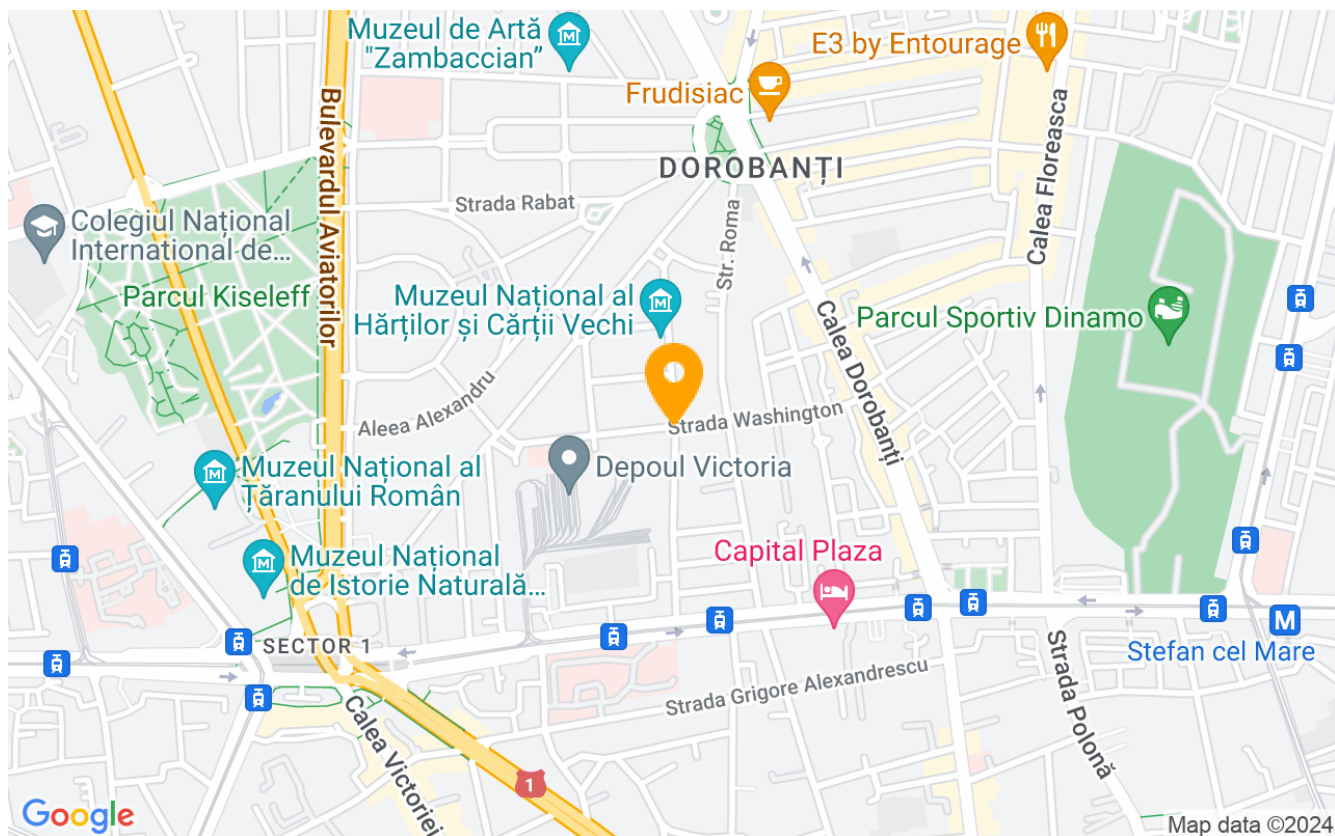 Muzeul de Artă
"Zambaccian”
E3 by Entourage
Frudisiac
Bulevardul Aviatorilor
DOROBANȚI
Calea Floreasca
Strada Rabat
Colegiul Național
International de...
Str. Roma
Parcul Kiseleff
Muzeul Național al
Hărților și Cărții Vechi
Calea Dorobanți
Parcul Sportiv Dinamo
Aleea Alexandru
Strada Washington
Muzeul Național al
Țăranului Român
Depoul Victoria
Muzeul Național
de Istorie Naturală...
Capital Plaza
SECTOR 1
M
Stefan cel Mare
Strada Grigore Alexandrescu
Strada Polonă
Calea Victoriei
1
Google
Map data ©2024